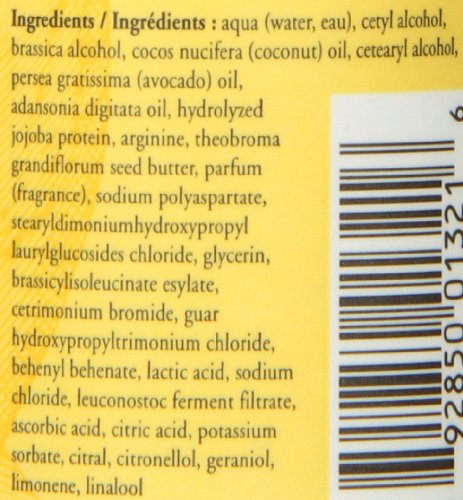 Ingredients / Ingrédients : aqua (water, eau), cetyl alcohol,
brassica alcohol, cocos nucifera (coconut) oil, cetearyl alcohol,
persea gratissima (avocado) oil,
adansonia digitata oil, hydrolyzed
jojoba protein, arginine, theobroma
grandiflorum seed butter, parfum
(fragrance), sodium polyaspartate,
stearyldimoniumhydroxypropyl
laurylglucosides chloride, glycerin,
brassicylisoleucinate esylate,
cetrimonium bromide, guar
hydroxypropyltrimonium chloride,
behenyl behenate, lactic acid, sodium
chloride, leuconostoc ferment filtrate,
ascorbic acid, citric acid, potassium
sorbate, citral, citronellol, geraniol,
limonene, linalool
92850 01321 6